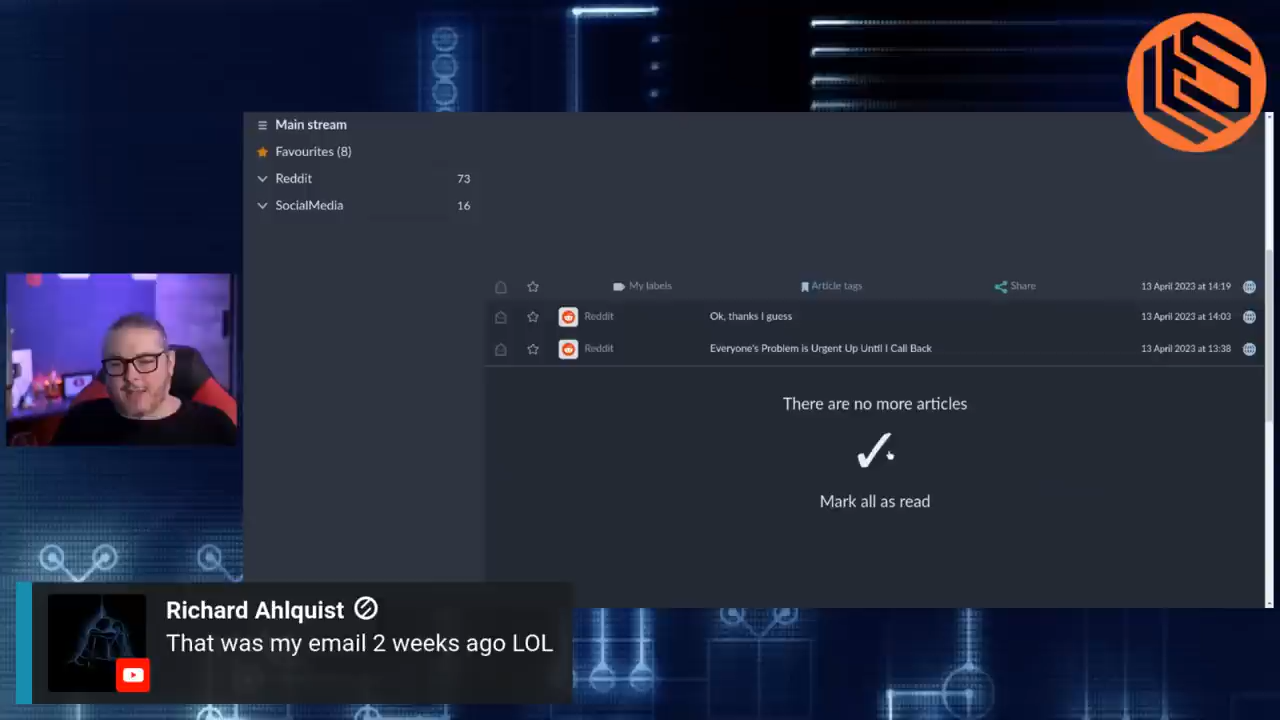 Main stream
Favourites (8)
Reddit 73
SocialMedia 16
My labels Article tags Share 13 April 2023 at 14:19
Reddit Ok, thanks I guess 13 April 2023 at 14:03
Reddit Everyone's Problem is Urgent Up Until I Call Back 13 April 2023 at 13:38
There are no more articles
Mark all as read
Richard Ahlquist
That was my email 2 weeks ago LOL